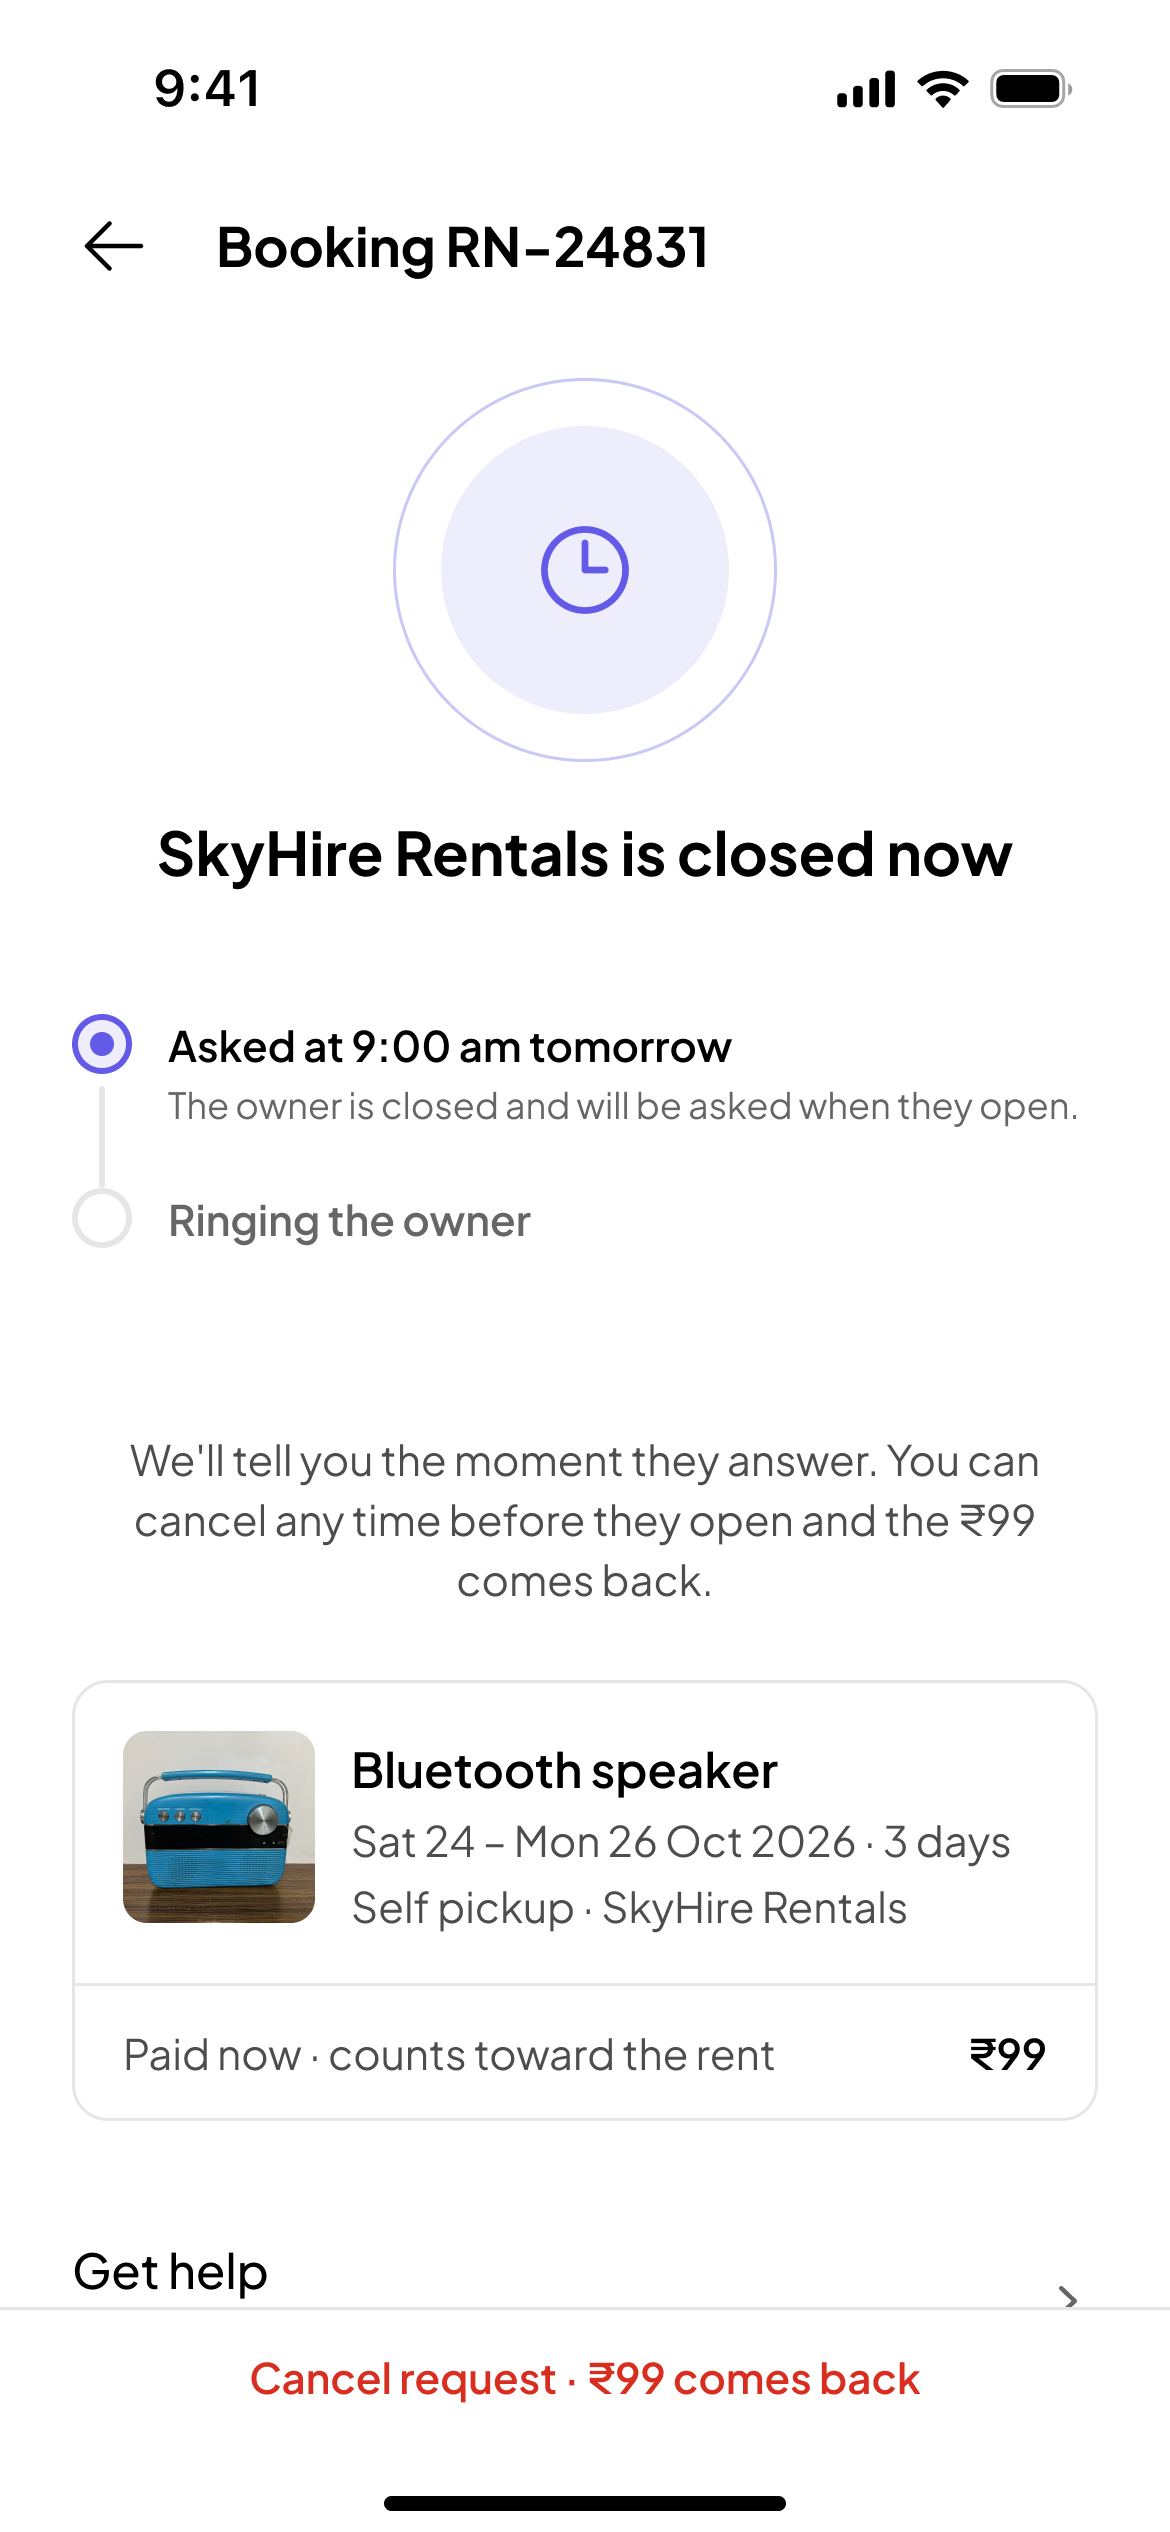 9:41
Booking RN-24831
SkyHire Rentals is closed now
Asked at 9:00 am tomorrow
The owner is closed and will be asked when they open.
Ringing the owner
We'll tell you the moment they answer. You can
cancel any time before they open and the ₹99
comes back.
Bluetooth speaker
Sat 24 – Mon 26 Oct 2026 · 3 days
Self pickup · SkyHire Rentals
Paid now · counts toward the rent
₹99
Get help
Cancel request · ₹99 comes back